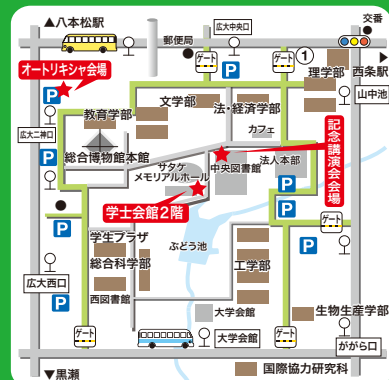 ▲八本松駅
広大中央口
交番
郵便局
ゲート
ゲート
①
西条駅▶
オートリキシャ会場
P
P
P
理学部
山中池
文学部
法・経済学部
教育学部
カフェ
広大二神口
記念講演会会場
P
総合博物館本館
サタケ
メモリアルホール
中央図書館
法人本部
P
学士会館2階
P
P
ゲート
学生プラザ
ぶどう池
総合科学部
工学部
広大西口
P
西図書館
大学会館
生物生産学部
ゲート
大学会館
ゲート
ががら口
▼黒瀬
国際協力研究科